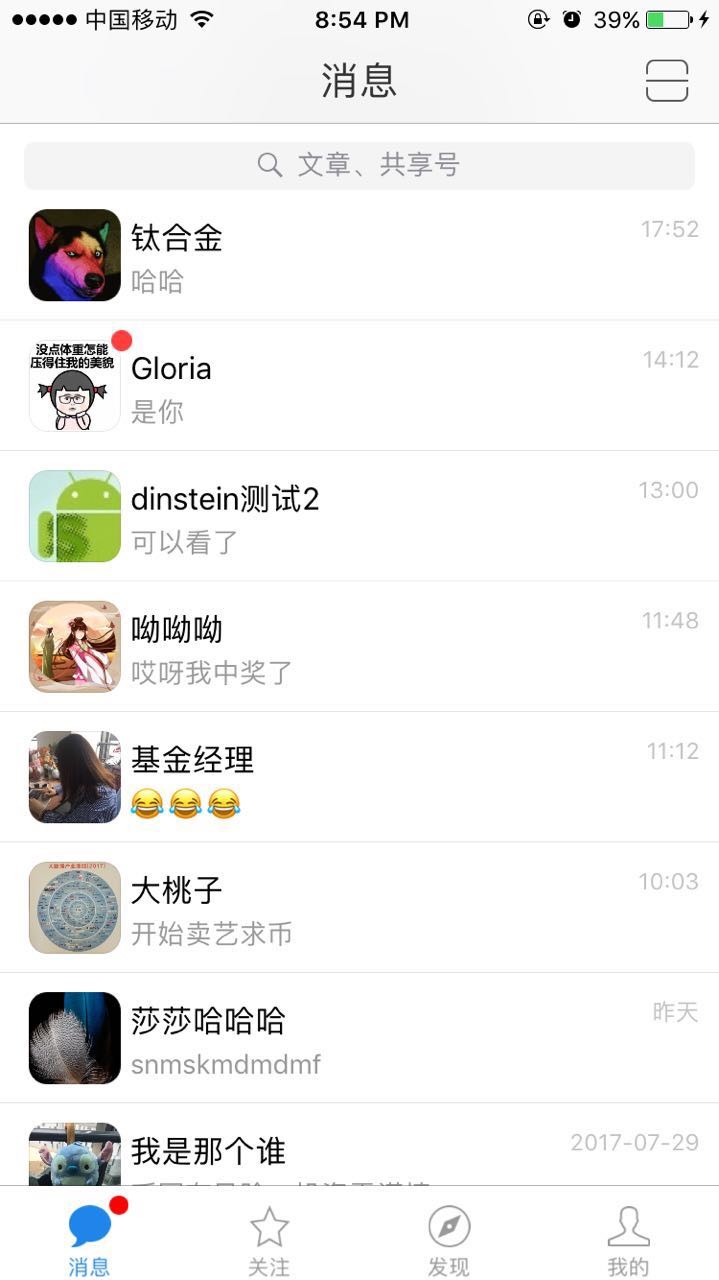 中国移动
8:54 PM
39%
消息
文章、共享号
钛合金
17:52
哈哈
没点体重怎能
压得住我的美貌
Gloria
14:12
是你
dinstein测试2
13:00
可以看了
呦呦呦
11:48
哎呀我中奖了
基金经理
11:12
😂😂😂
大桃子
10:03
开始卖艺求币
莎莎哈哈哈
昨天
snmskmdmdmf
我是那个谁
2017-07-29
消息
关注
发现
我的